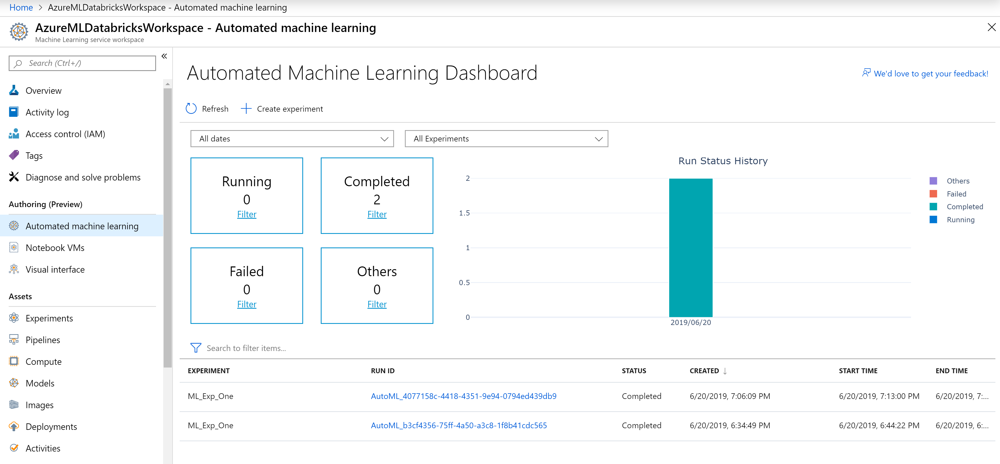 Home > AzureMLDatabricksWorkspace - Automated machine learning
AzureMLDatabricksWorkspace - Automated machine learning
Machine Learning service workspace
Search (Ctrl+/)
«
Overview
Activity log
Access control (IAM)
Tags
Diagnose and solve problems
Authoring (Preview)
Automated machine learning
Notebook VMs
Visual interface
Assets
Experiments
Pipelines
Compute
Models
Images
Deployments
Activities
Automated Machine Learning Dashboard
We'd love to get your feedback!
Refresh
Create experiment
All dates
All Experiments
Running
0
Filter
Completed
2
Filter
Failed
0
Filter
Others
0
Filter
Run Status History
2
1.5
1
0.5
0
2019/06/20
Others
Failed
Completed
Running
Search to filter items...
EXPERIMENT RUN ID STATUS CREATED ↓ START TIME END TIME
ML_Exp_One AutoML_4077158c-4418-4351-9e94-0794ed439db9 Completed 6/20/2019, 7:06:09 PM 6/20/2019, 7:13:00 PM 6/20/2019, 7:...
ML_Exp_One AutoML_b3cf4356-75ff-4a50-a3c8-1f8b41cdc565 Completed 6/20/2019, 6:34:49 PM 6/20/2019, 6:44:22 PM 6/20/2019, 6:...